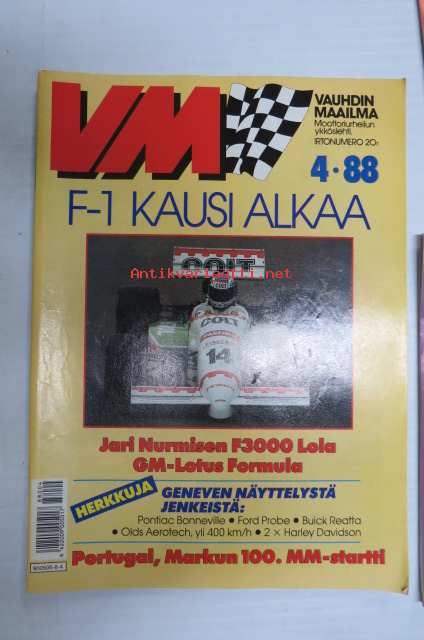 VM
VAUHDIN
MAAILMA
Moottoriurheilun
ykköslehti.
IRTONUMERO 20,-
4·88
F-1 KAUSI ALKAA
COLT
Antikvariaatti.net
COLT
14
Jari Nurmisen F3000 Lola
GM-Lotus Formula
HERKKUJA
GENEVEN NÄYTTELYSTÄ
JENKEISTÄ:
Pontiac Bonneville • Ford Probe • Buick Reatta
• Olds Aerotech, yli 400 km/h • 2 × Harley Davidson
Portugal, Markun 100. MM-startti